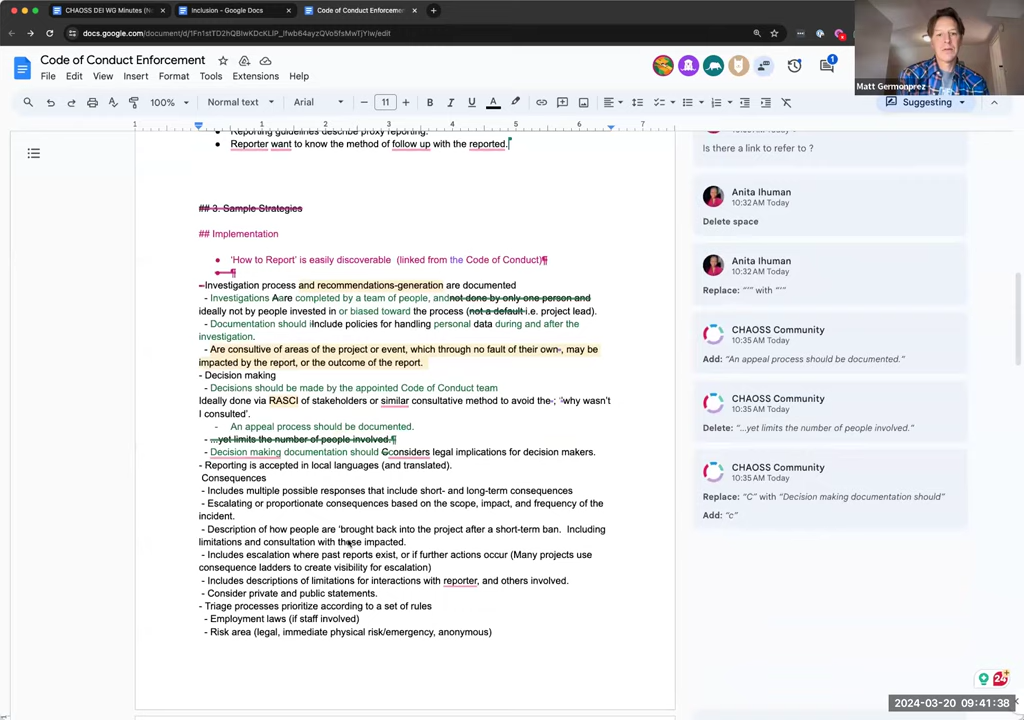 CHAOSS DEI WG Minutes (N
Inclusion - Google Docs
Code of Conduct Enforcemen
docs.google.com/document/d/1Fn1stTD2hQBIwKDcKLiP_lfwb64ayzQVo5fsMwTjYlw/edit
Code of Conduct Enforcement
File Edit View Insert Format Tools Extensions Help
1
Matt Germonprez
100% Normal text Arial 11 Suggesting
1 1 2 3 4 5 6 7
Reporting guidelines describe proxy reporting.
Reporter want to know the method of follow up with the reported.
## 3. Sample Strategies
## Implementation
'How to Report' is easily discoverable (linked from the Code of Conduct)¶
¶
- Investigation process and recommendations-generation are documented
- Investigations Aare completed by a team of people, andnot done by only one person and
ideally not by people invested in or biased toward the process (not a default i.e. project lead).
- Documentation should iInclude policies for handling personal data during and after the
investigation.
- Are consultive of areas of the project or event, which through no fault of their own-, may be
impacted by the report, or the outcome of the report.
- Decision making
- Decisions should be made by the appointed Code of Conduct team
Ideally done via RASCI of stakeholders or similar consultative method to avoid the-; 'why wasn't
I consulted'.
- An appeal process should be documented.
- ...yet limits the number of people involved.¶
- Decision making documentation should Cconsiders legal implications for decision makers.
- Reporting is accepted in local languages (and translated).
Consequences
- Includes multiple possible responses that include short- and long-term consequences
- Escalating or proportionate consequences based on the scope, impact, and frequency of the
incident.
- Description of how people are 'brought back into the project after a short-term ban. Including
limitations and consultation with those impacted.
- Includes escalation where past reports exist, or if further actions occur (Many projects use
consequence ladders to create visibility for escalation)
- Includes descriptions of limitations for interactions with reporter, and others involved.
- Consider private and public statements.
- Triage processes prioritize according to a set of rules
- Employment laws (if staff involved)
- Risk area (legal, immediate physical risk/emergency, anonymous)
Is there a link to refer to ?
Anita Ihuman
10:32 AM Today
Delete space
Anita Ihuman
10:32 AM Today
Replace: "'" with "'"
CHAOSS Community
10:35 AM Today
Add: "An appeal process should be documented."
CHAOSS Community
10:35 AM Today
Delete: "...yet limits the number of people involved."
CHAOSS Community
10:35 AM Today
Replace: "C" with "Decision making documentation should"
Add: "c"
24
2024-03-20 09:41:38